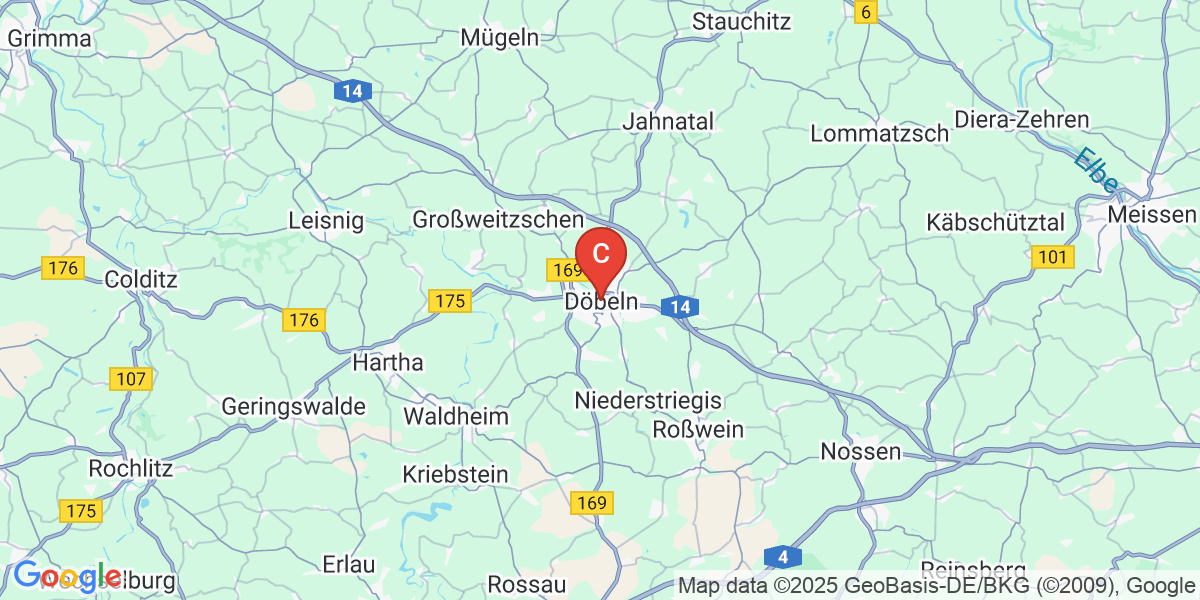 Stauchitz
6
Grimma
Mügeln
14
Jahnatal
Diera-Zehren
Lommatzsch
Elbe
Leisnig
Großweitzschen
Käbschütztal
Meissen
C
101
176
169
Colditz
175
Döbeln
14
176
Hartha
107
Niederstriegis
Geringswalde
Waldheim
Roßwein
Nossen
Rochlitz
Kriebstein
175
169
4
Erlau
Reinsberg
Rossau
Google
Map data ©2025 GeoBasis-DE/BKG (©2009), Google